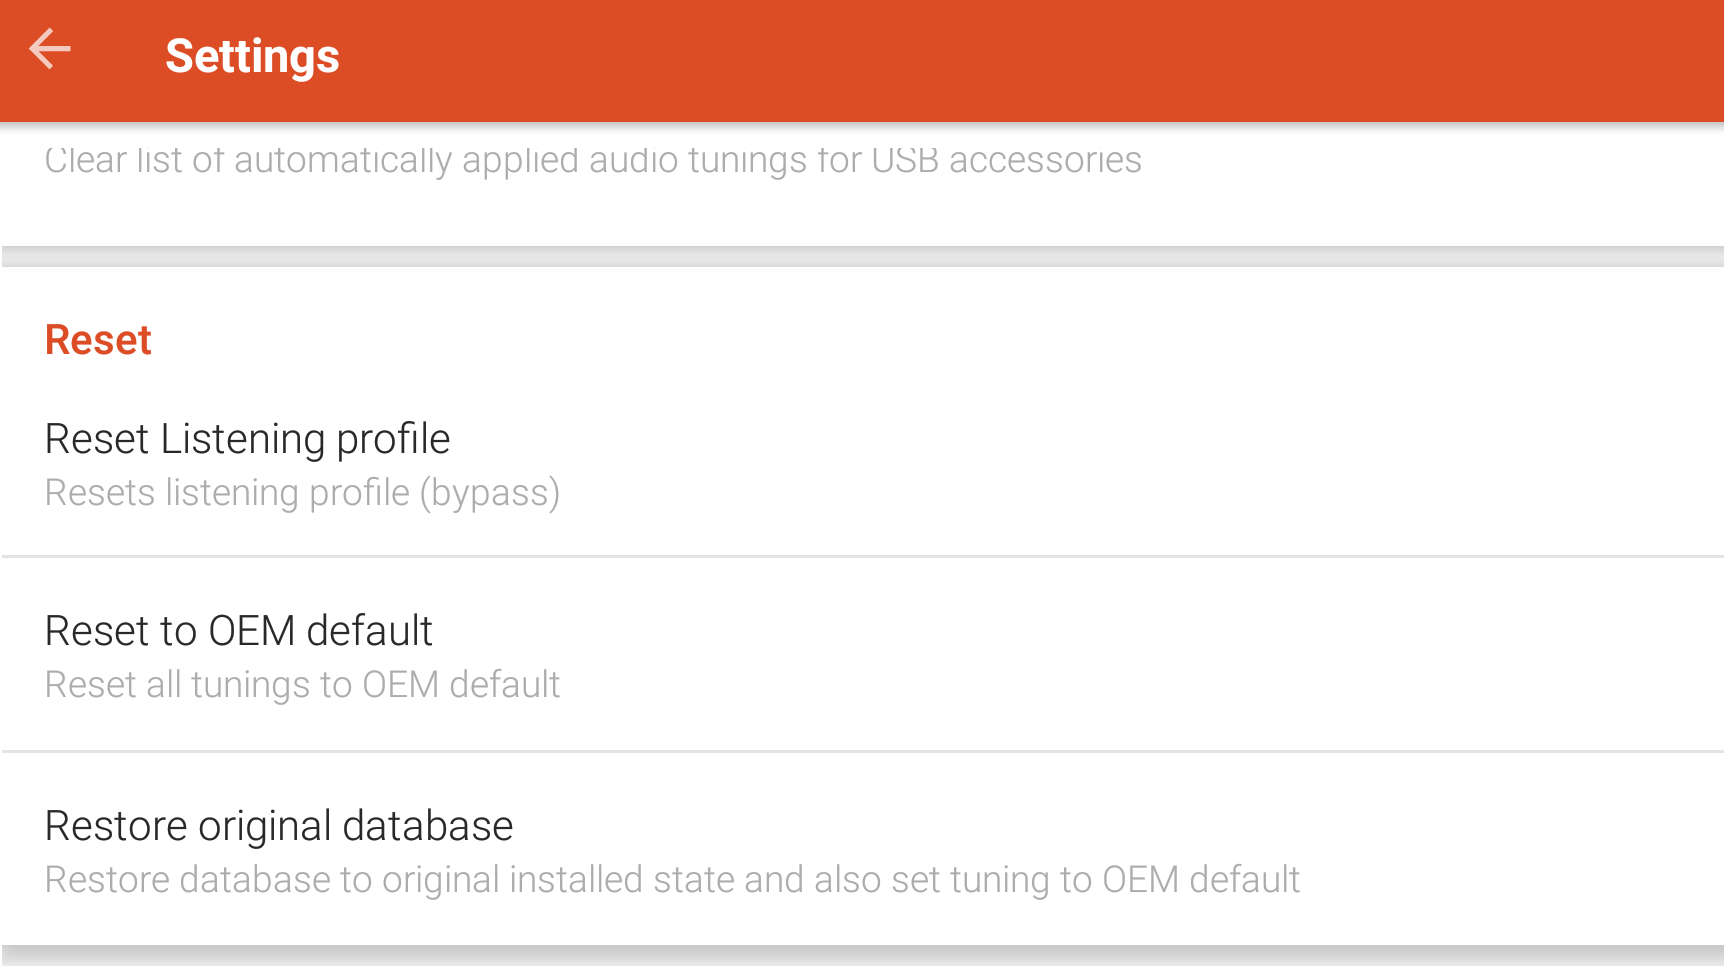 Settings
Clear list of automatically applied audio tunings for USB accessories
Reset
Reset Listening profile
Resets listening profile (bypass)
Reset to OEM default
Reset all tunings to OEM default
Restore original database
Restore database to original installed state and also set tuning to OEM default